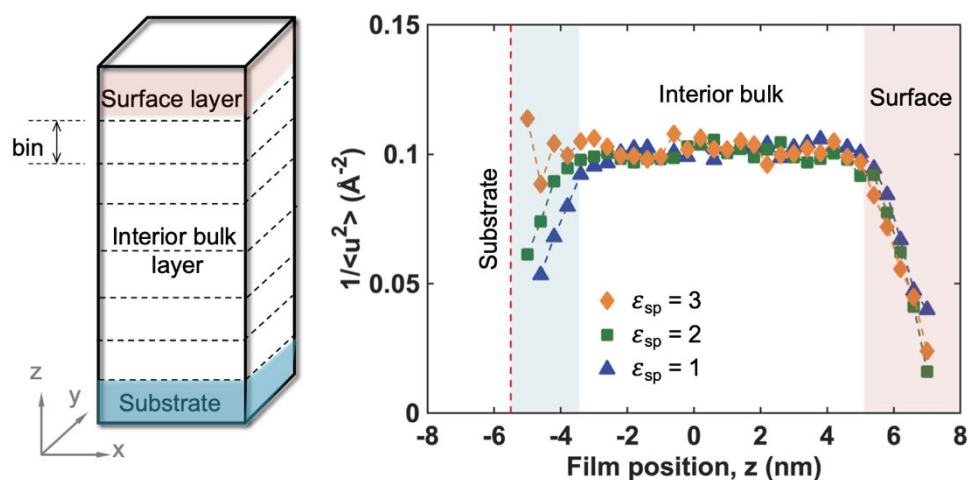 Surface layer
bin
Interior bulk
layer
Substrate
z
y
x
0.15
0.1
0.05
0
1/<u²> (Å⁻²)
Substrate
Interior bulk
Surface
εsp = 3
εsp = 2
εsp = 1
-8 -6 -4 -2 0 2 4 6 8
Film position, z (nm)